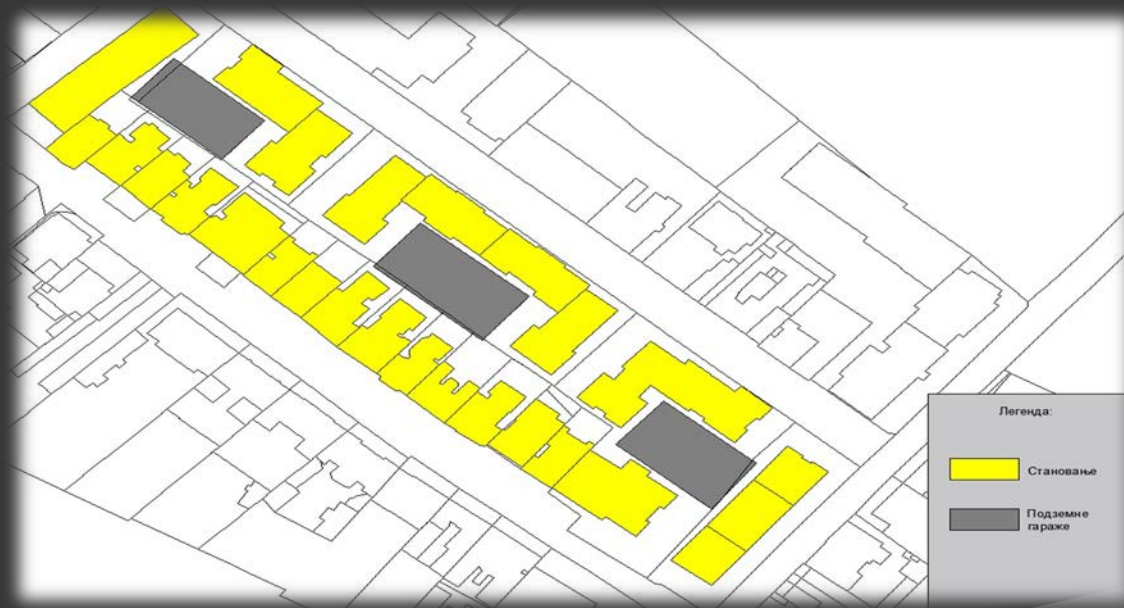 Легенда:
Становање
Подземне
гараже